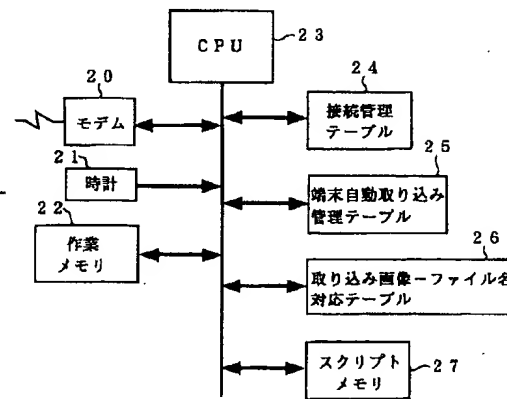 CPU
23
20
モデム
21
時計
22
作業
メモリ
24
接続管理
テーブル
25
端末自動取り込み
管理テーブル
26
取り込み画像-ファイル名
対応テーブル
スクリプト
メモリ
27